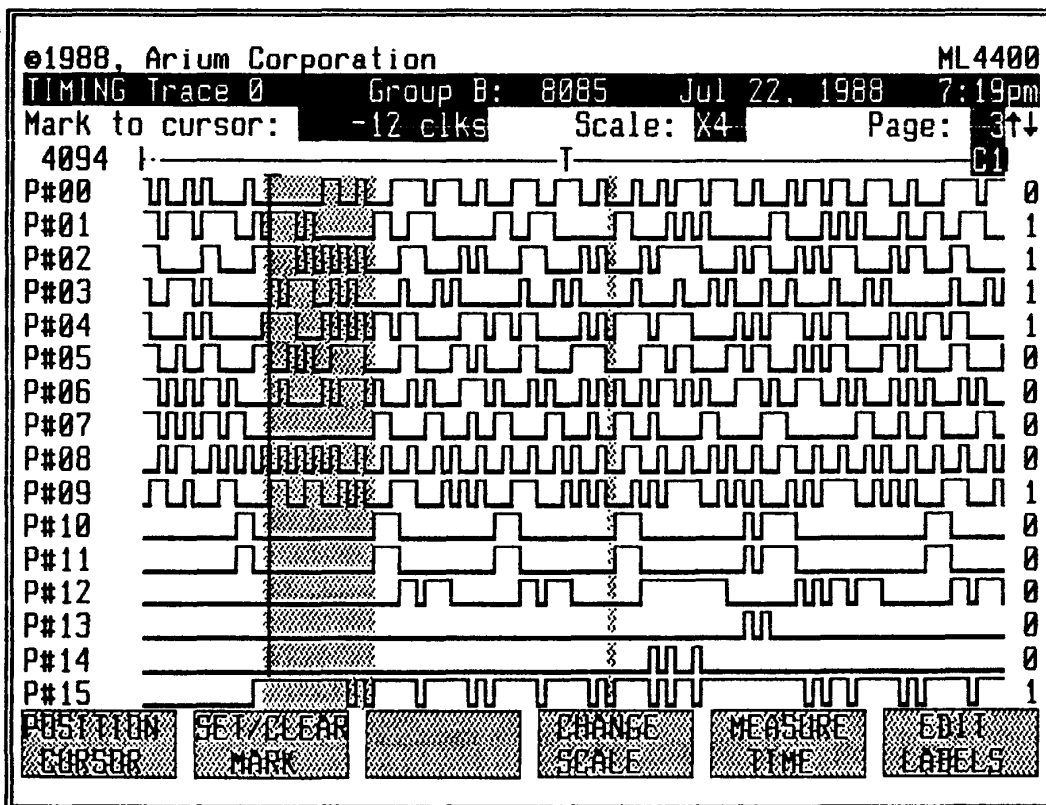 ©1988, Arium Corporation ML4400
TIMING Trace 0 Group B: 8085 Jul 22, 1988 7:19pm
Mark to cursor: -12 clks Scale: X4 Page: 3↑↓
4094 T C1
P#00 0
P#01 1
P#02 1
P#03 1
P#04 1
P#05 0
P#06 0
P#07 0
P#08 0
P#09 1
P#10 0
P#11 0
P#12 0
P#13 0
P#14 0
P#15 1
POSITION SET/CLEAR CHANGE MEASURE EDIT
CURSOR MARK SCALE TIME LABELS